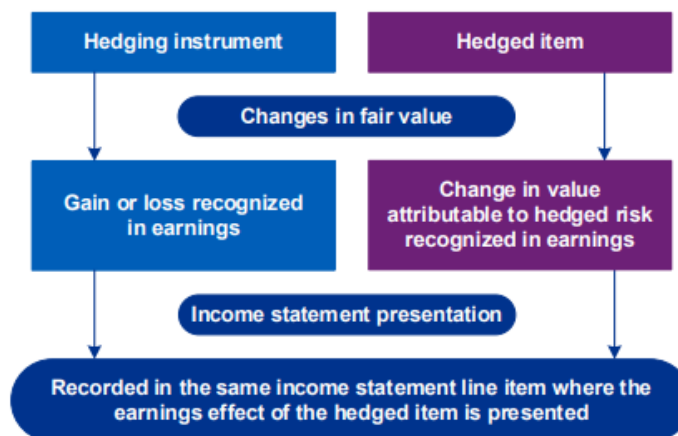 Hedging instrument
Hedged item
Changes in fair value
Gain or loss recognized
in earnings
Change in value
attributable to hedged risk
recognized in earnings
Income statement presentation
Recorded in the same income statement line item where the
earnings effect of the hedged item is presented